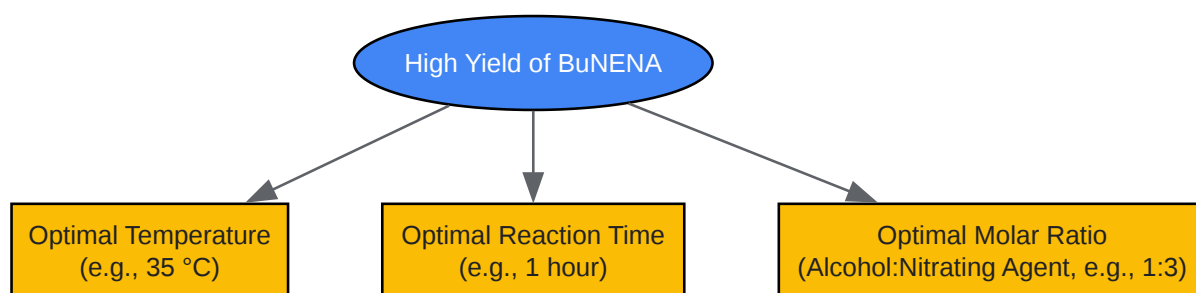 High Yield of BuNENA
Optimal Temperature
(e.g., 35 °C)
Optimal Reaction Time
(e.g., 1 hour)
Optimal Molar Ratio
(Alcohol:Nitrating Agent, e.g., 1:3)